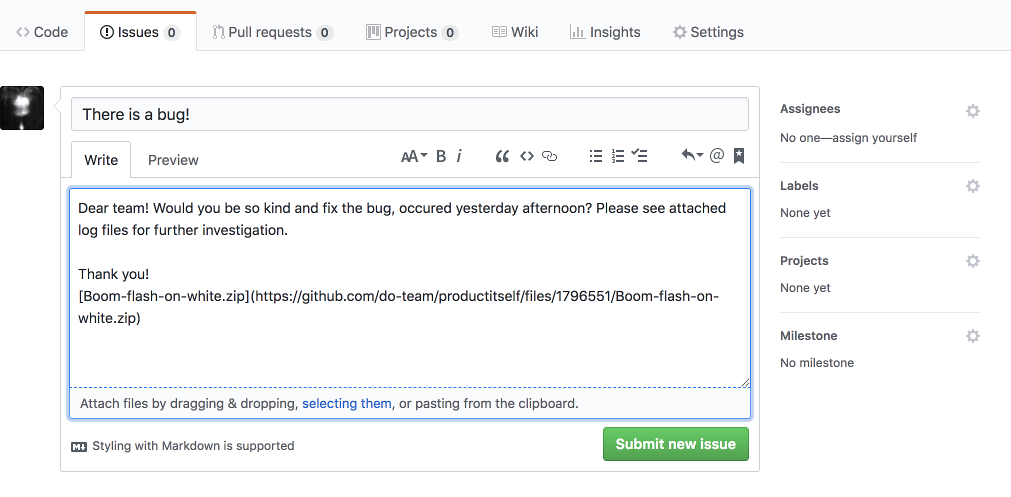 Code Issues 0 Pull requests 0 Projects 0 Wiki Insights Settings
There is a bug!
Write Preview AA B i
Dear team! Would you be so kind and fix the bug, occured yesterday afternoon? Please see attached
log files for further investigation.
Thank you!
[Boom-flash-on-white.zip](https://github.com/do-team/productitself/files/1796551/Boom-flash-on-
white.zip)
Attach files by dragging & dropping, selecting them, or pasting from the clipboard.
Styling with Markdown is supported
Submit new issue
Assignees
No one—assign yourself
Labels
None yet
Projects
None yet
Milestone
No milestone